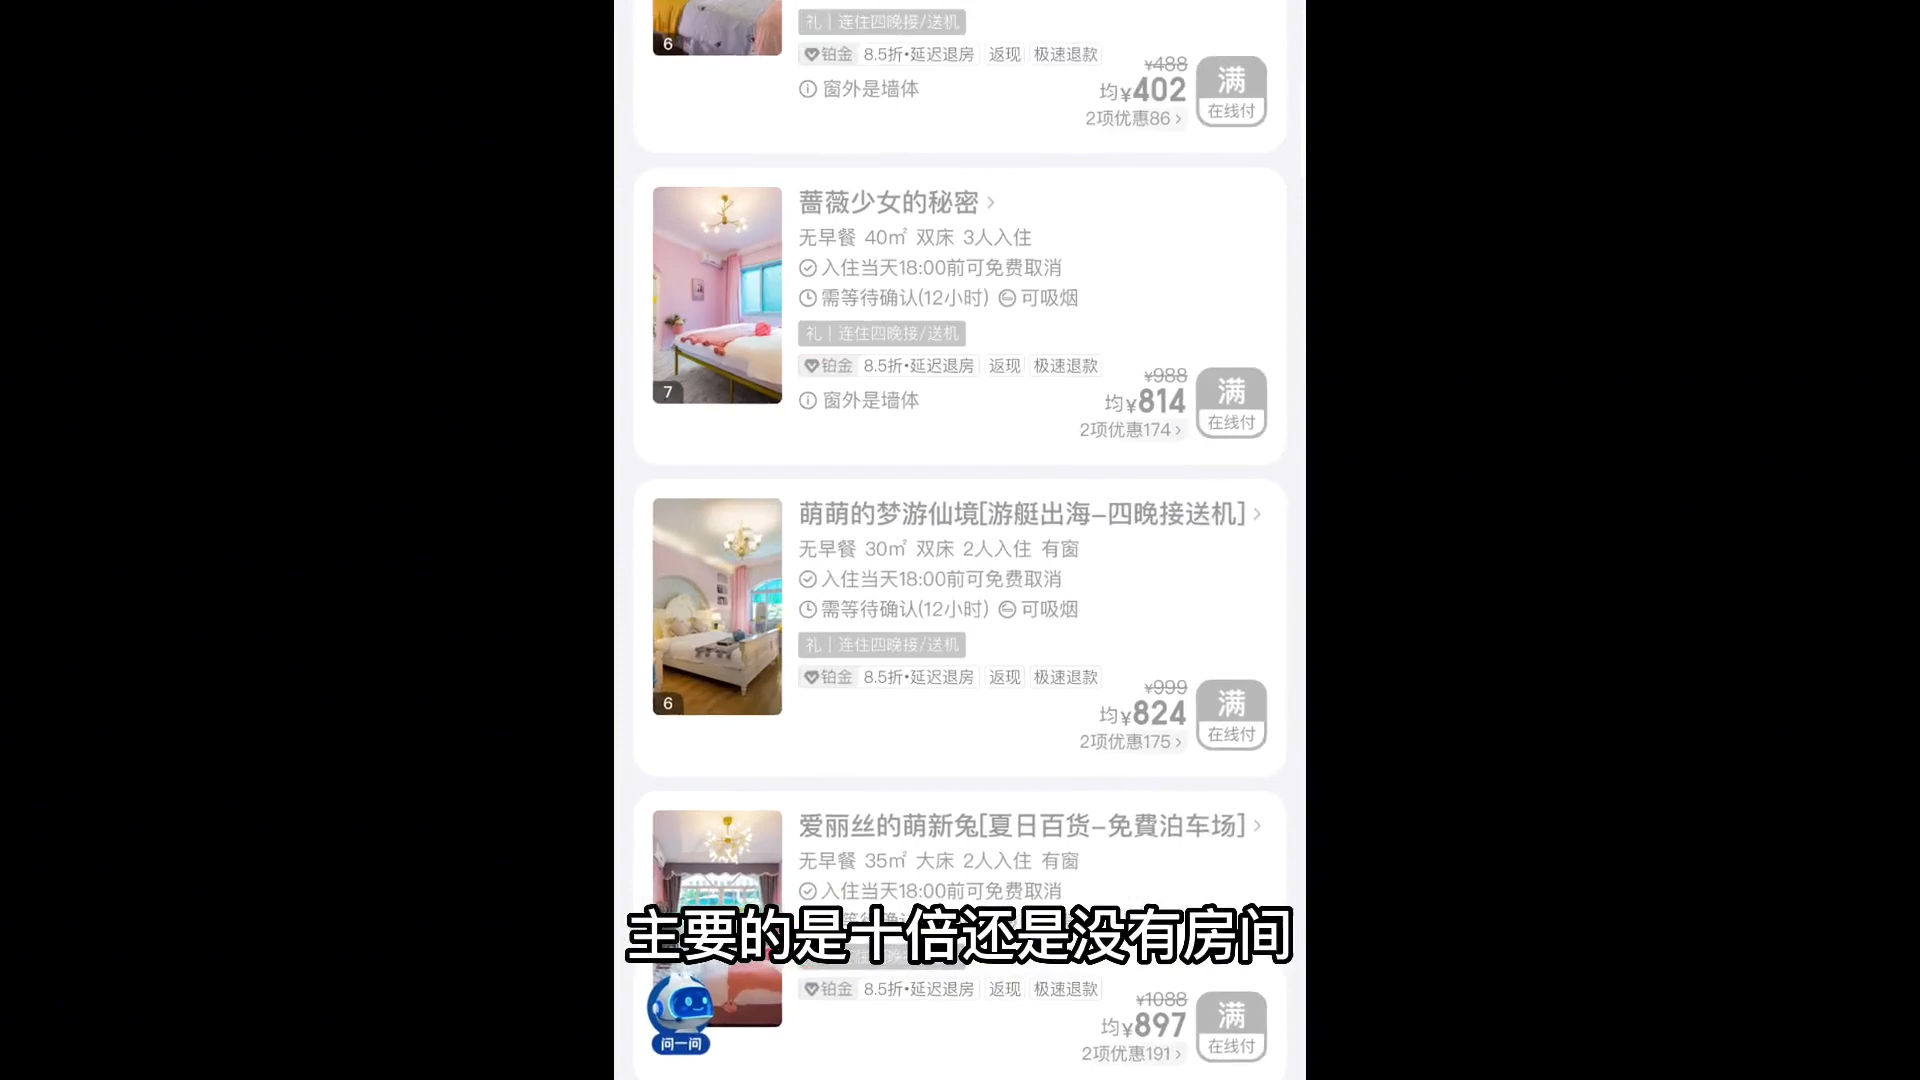 礼｜连住四晚接/送机
铂金 8.5折•延迟退房 返现 极速退款
窗外是墙体
6
¥488
均¥402
2项优惠86 >
满
在线付
蔷薇少女的秘密 >
无早餐 40㎡ 双床 3人入住
入住当天18:00前可免费取消
需等待确认(12小时) 可吸烟
礼｜连住四晚接/送机
铂金 8.5折•延迟退房 返现 极速退款
窗外是墙体
7
¥988
均¥814
2项优惠174 >
满
在线付
萌萌的梦游仙境[游艇出海–四晚接送机] >
无早餐 30㎡ 双床 2人入住 有窗
入住当天18:00前可免费取消
需等待确认(12小时) 可吸烟
礼｜连住四晚接/送机
铂金 8.5折•延迟退房 返现 极速退款
6
¥999
均¥824
2项优惠175 >
满
在线付
爱丽丝的萌新兔[夏日百货–免費泊车场] >
无早餐 35㎡ 大床 2人入住 有窗
入住当天18:00前可免费取消
主要的是十倍还是没有房间
铂金 8.5折•延迟退房 返现 极速退款
¥1088
均¥897
2项优惠191 >
满
在线付
问一问